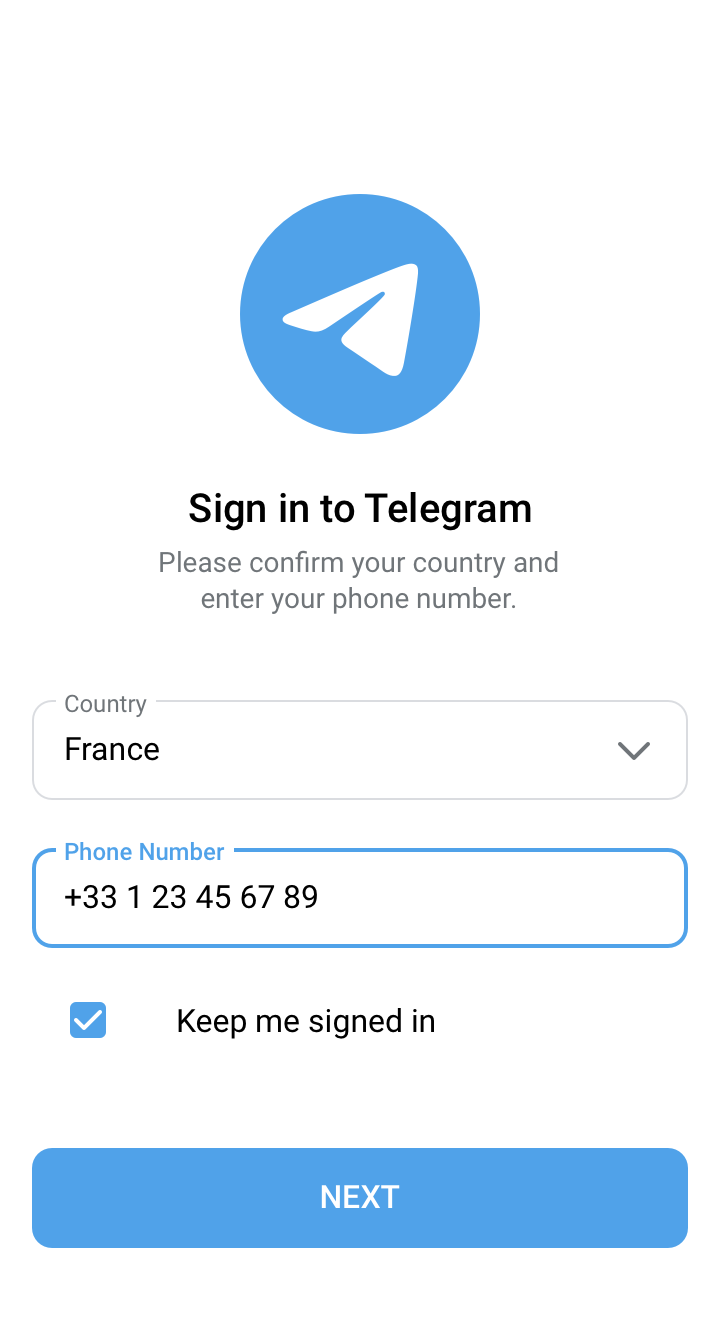 Sign in to Telegram
Please confirm your country and
enter your phone number.
Country
France
Phone Number
+33 1 23 45 67 89
Keep me signed in
NEXT